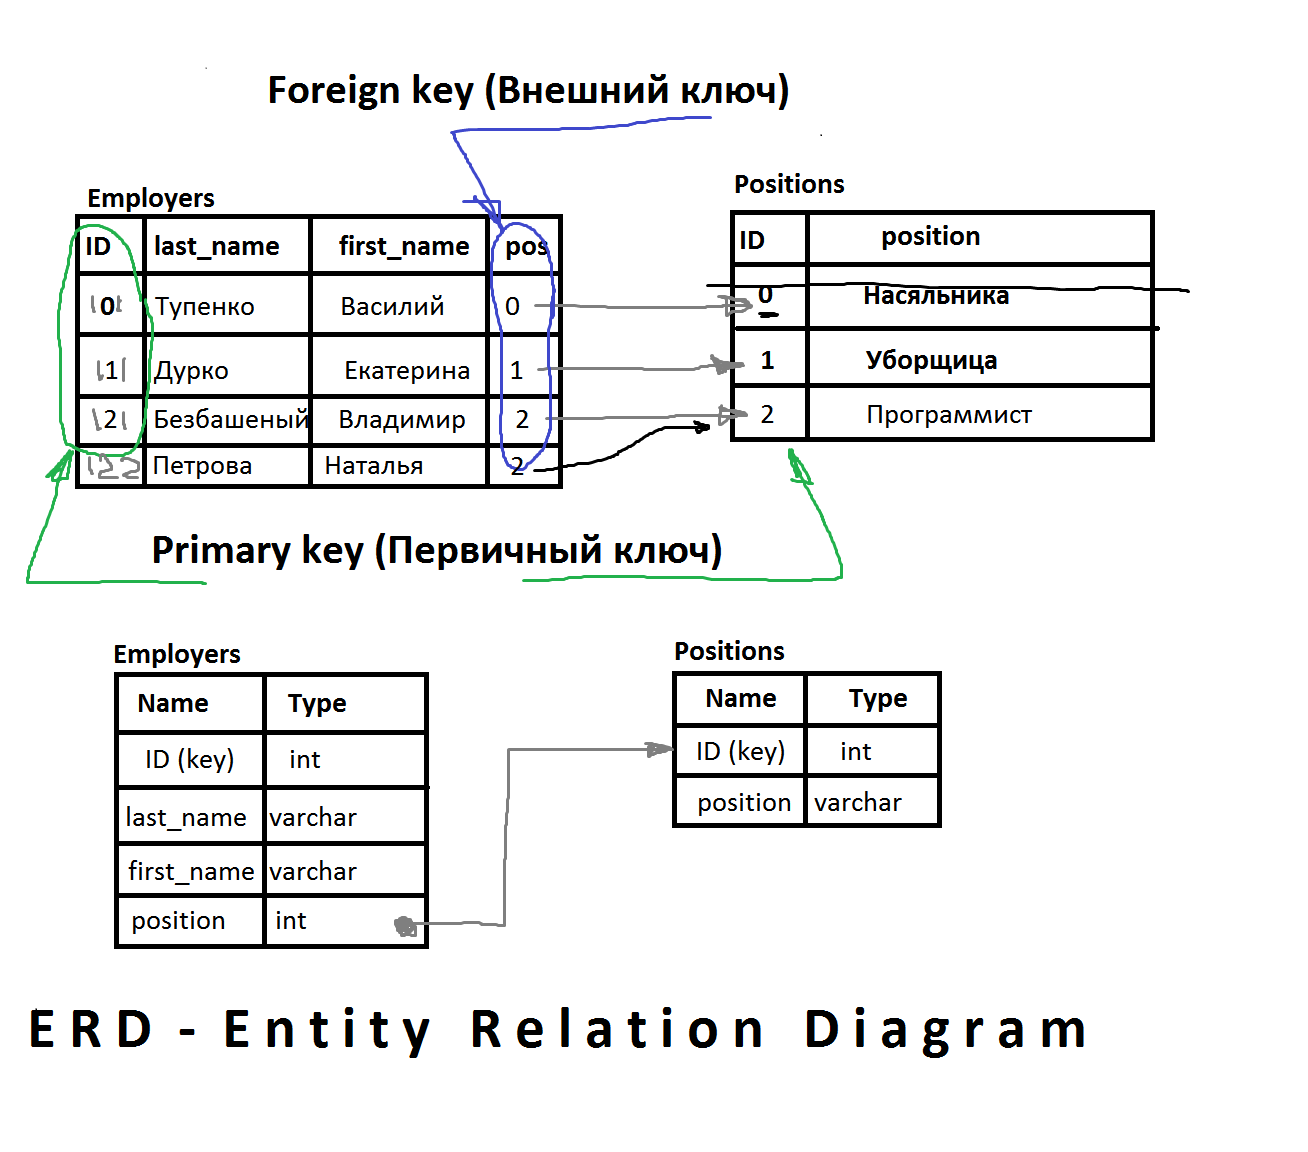 Foreign key (Внешний ключ)
Employers
ID last_name first_name pos
0 Тупенко Василий 0
1 Дурко Екатерина 1
2 Безбашеный Владимир 2
122 Петрова Наталья 2
Positions
ID position
0 Насяльника
1 Уборщица
2 Программист
Primary key (Первичный ключ)
Employers
Name Type
ID (key) int
last_name varchar
first_name varchar
position int
Positions
Name Type
ID (key) int
position varchar
ERD - Entity Relation Diagram